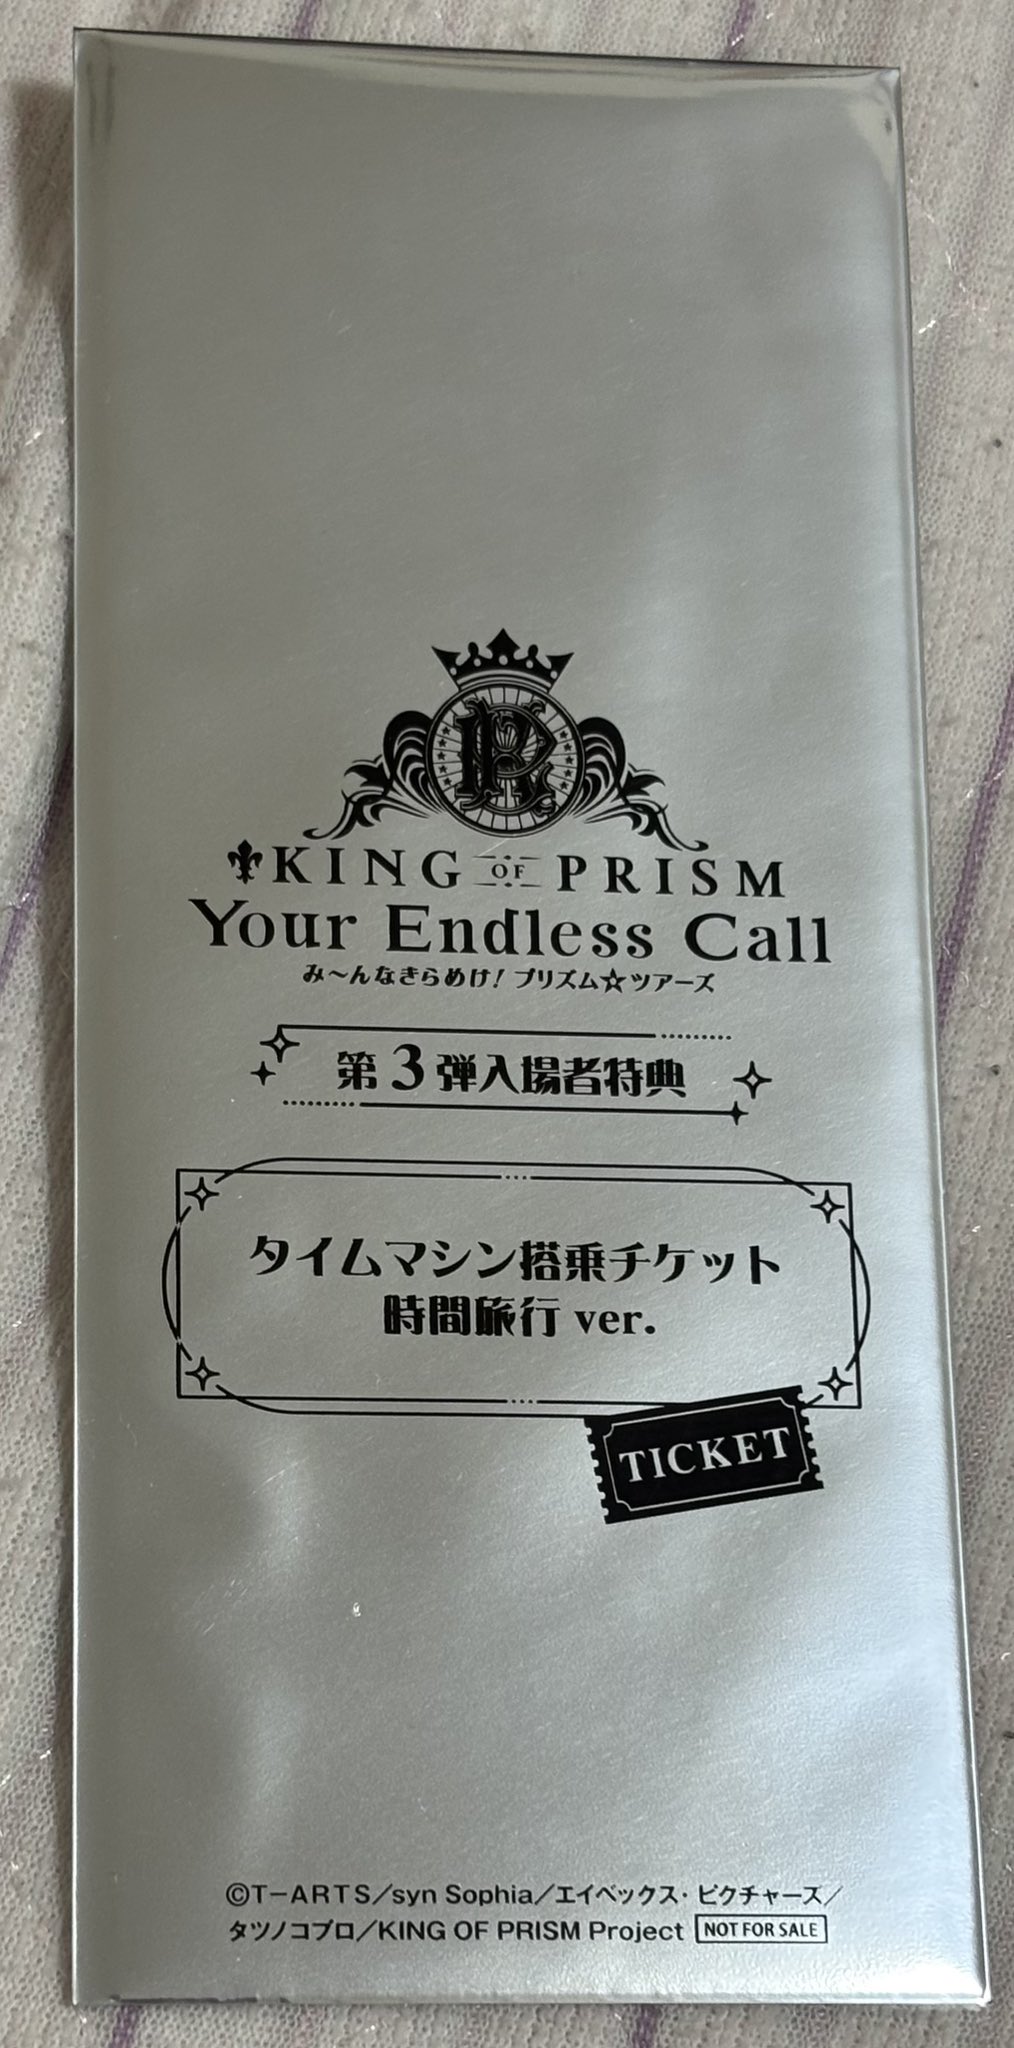 KING OF PRISM
Your Endless Call
み～んなきらめけ！プリズム☆ツアーズ
第3弾入場者特典
タイムマシン搭乗チケット
時間旅行 ver.
TICKET
©T-ARTS／syn Sophia／エイベックス・ピクチャーズ／
タツノコプロ／KING OF PRISM Project NOT FOR SALE